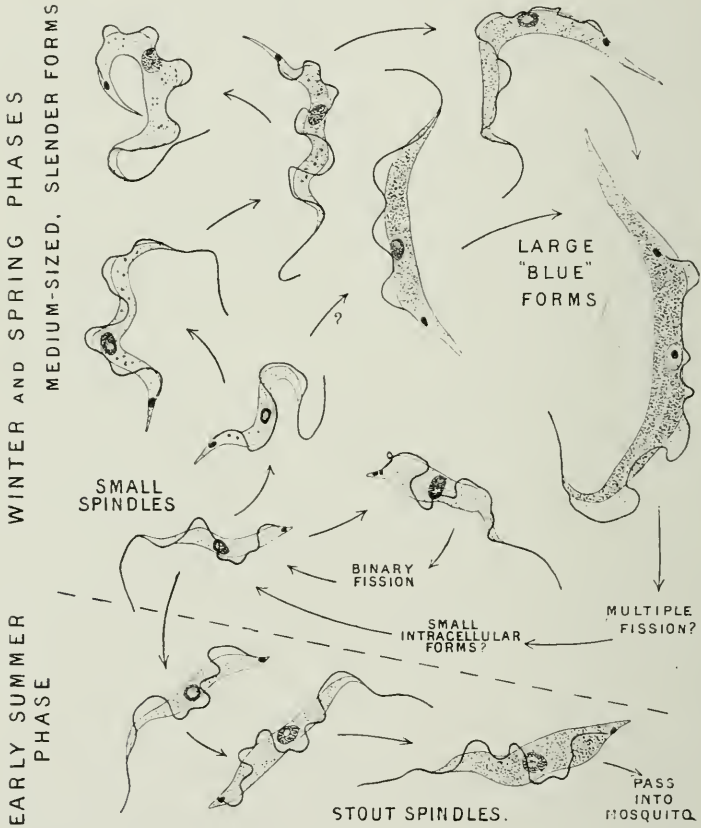 WINTER AND SPRING PHASES
MEDIUM-SIZED, SLENDER FORMS
LARGE
"BLUE"
FORMS
?
SMALL
SPINDLES
BINARY
FISSION
MULTIPLE
FISSION?
SMALL
INTRACELLULAR
FORMS?
EARLY SUMMER
PHASE
STOUT SPINDLES.
PASS
INTO
MOSQUITO